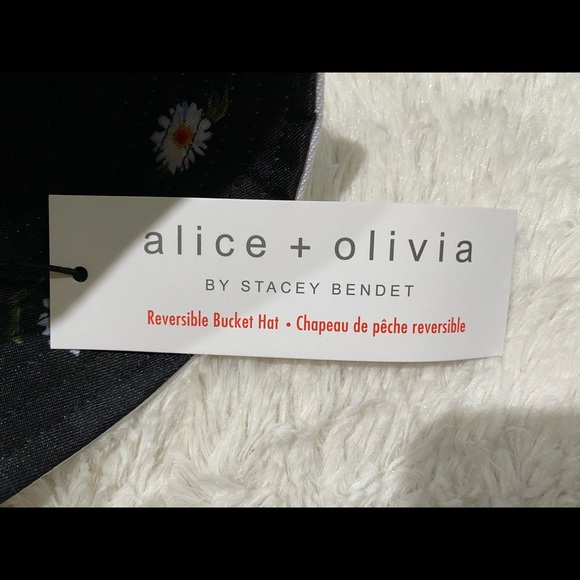 alice + olivia
BY STACEY BENDET
Reversible Bucket Hat • Chapeau de pêche reversible